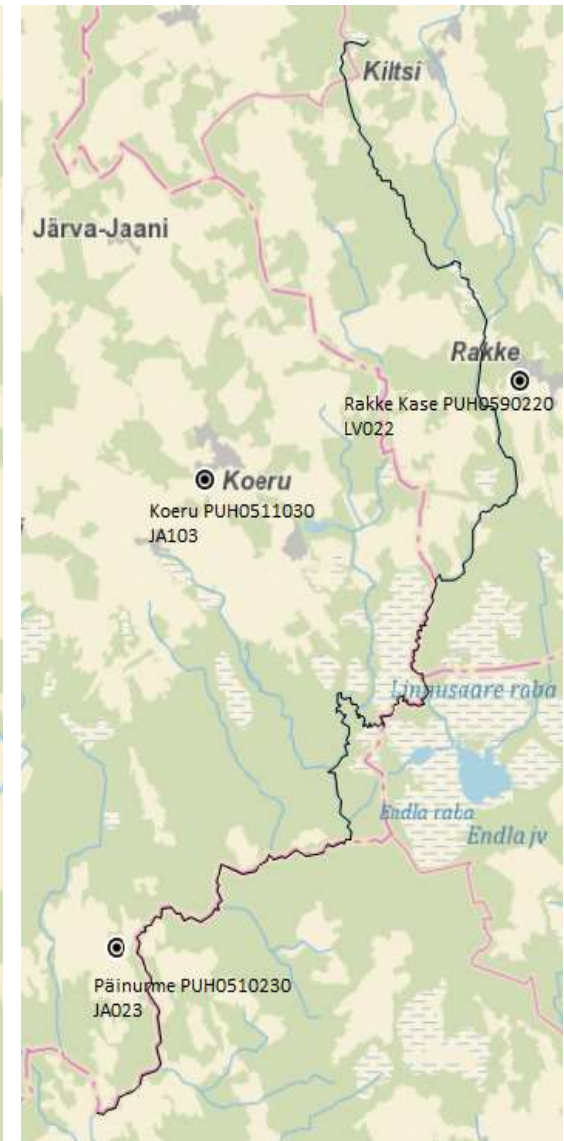 Kiltsi
Järva-Jaani
Rakke
Rakke Kase PUH0590220
LV022
Koeru
Koeru PUH0511030
JA103
Linnusaare raba
Endla raba
Endla jv
Päinurme PUH0510230
JA023